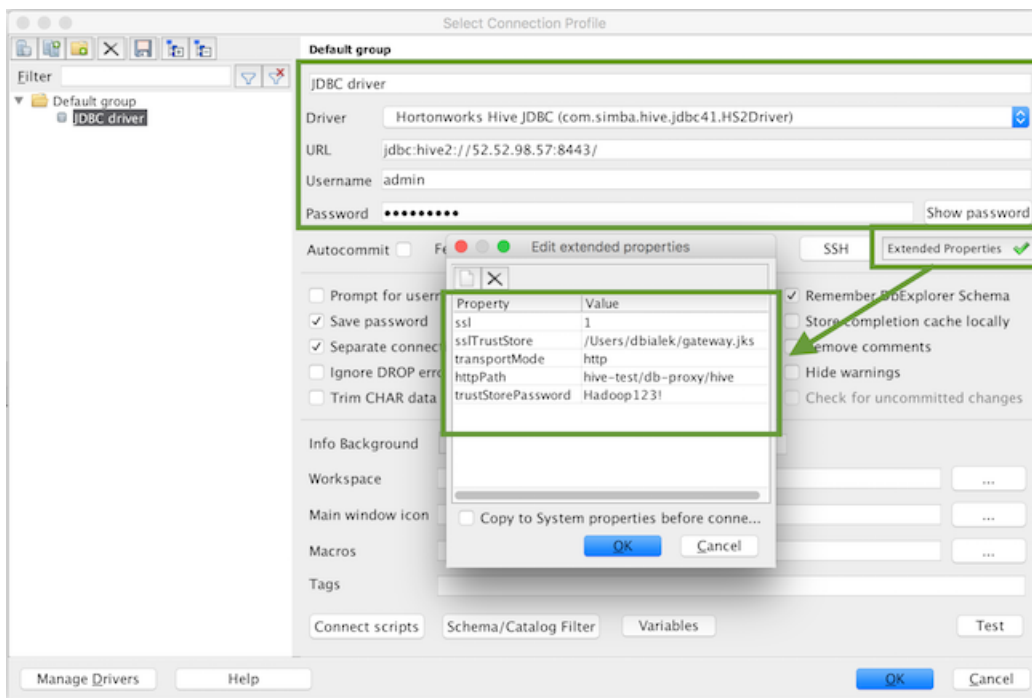 Select Connection Profile
Default group
Filter
Default group
JDBC driver
JDBC driver
Driver Hortonworks Hive JDBC (com.simba.hive.jdbc41.HS2Driver)
URL jdbc:hive2://52.52.98.57:8443/
Username admin
Password ••••••••• Show password
Autocommit Fe SSH Extended Properties
Edit extended properties
Property Value
ssl 1
sslTrustStore /Users/dbialek/gateway.jks
transportMode http
httpPath hive-test/db-proxy/hive
trustStorePassword Hadoop123!
Copy to System properties before conne...
OK Cancel
Prompt for usern Remember DbExplorer Schema
Save password Store completion cache locally
Separate connect Remove comments
Ignore DROP erro Hide warnings
Trim CHAR data Check for uncommitted changes
Info Background
Workspace ...
Main window icon ...
Macros ...
Tags
Connect scripts Schema/Catalog Filter Variables Test
Manage Drivers Help OK Cancel